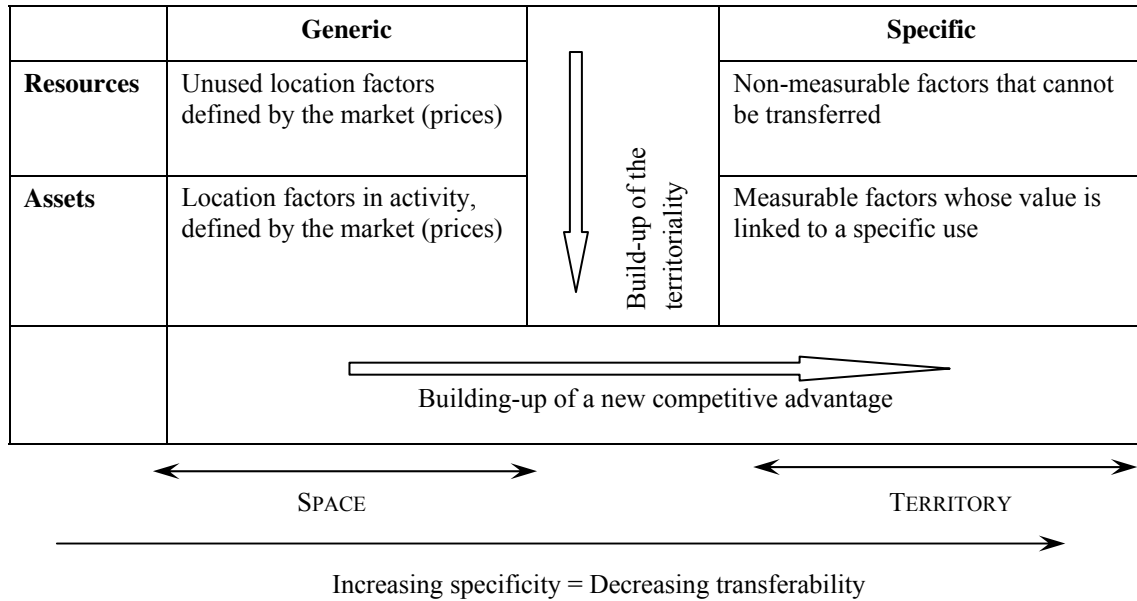 Generic
Specific
Resources
Unused location factors
defined by the market (prices)
Non-measurable factors that cannot
be transferred
Build-up of the
territoriality
Assets
Location factors in activity,
defined by the market (prices)
Measurable factors whose value is
linked to a specific use
Building-up of a new competitive advantage
SPACE
TERRITORY
Increasing specificity = Decreasing transferability